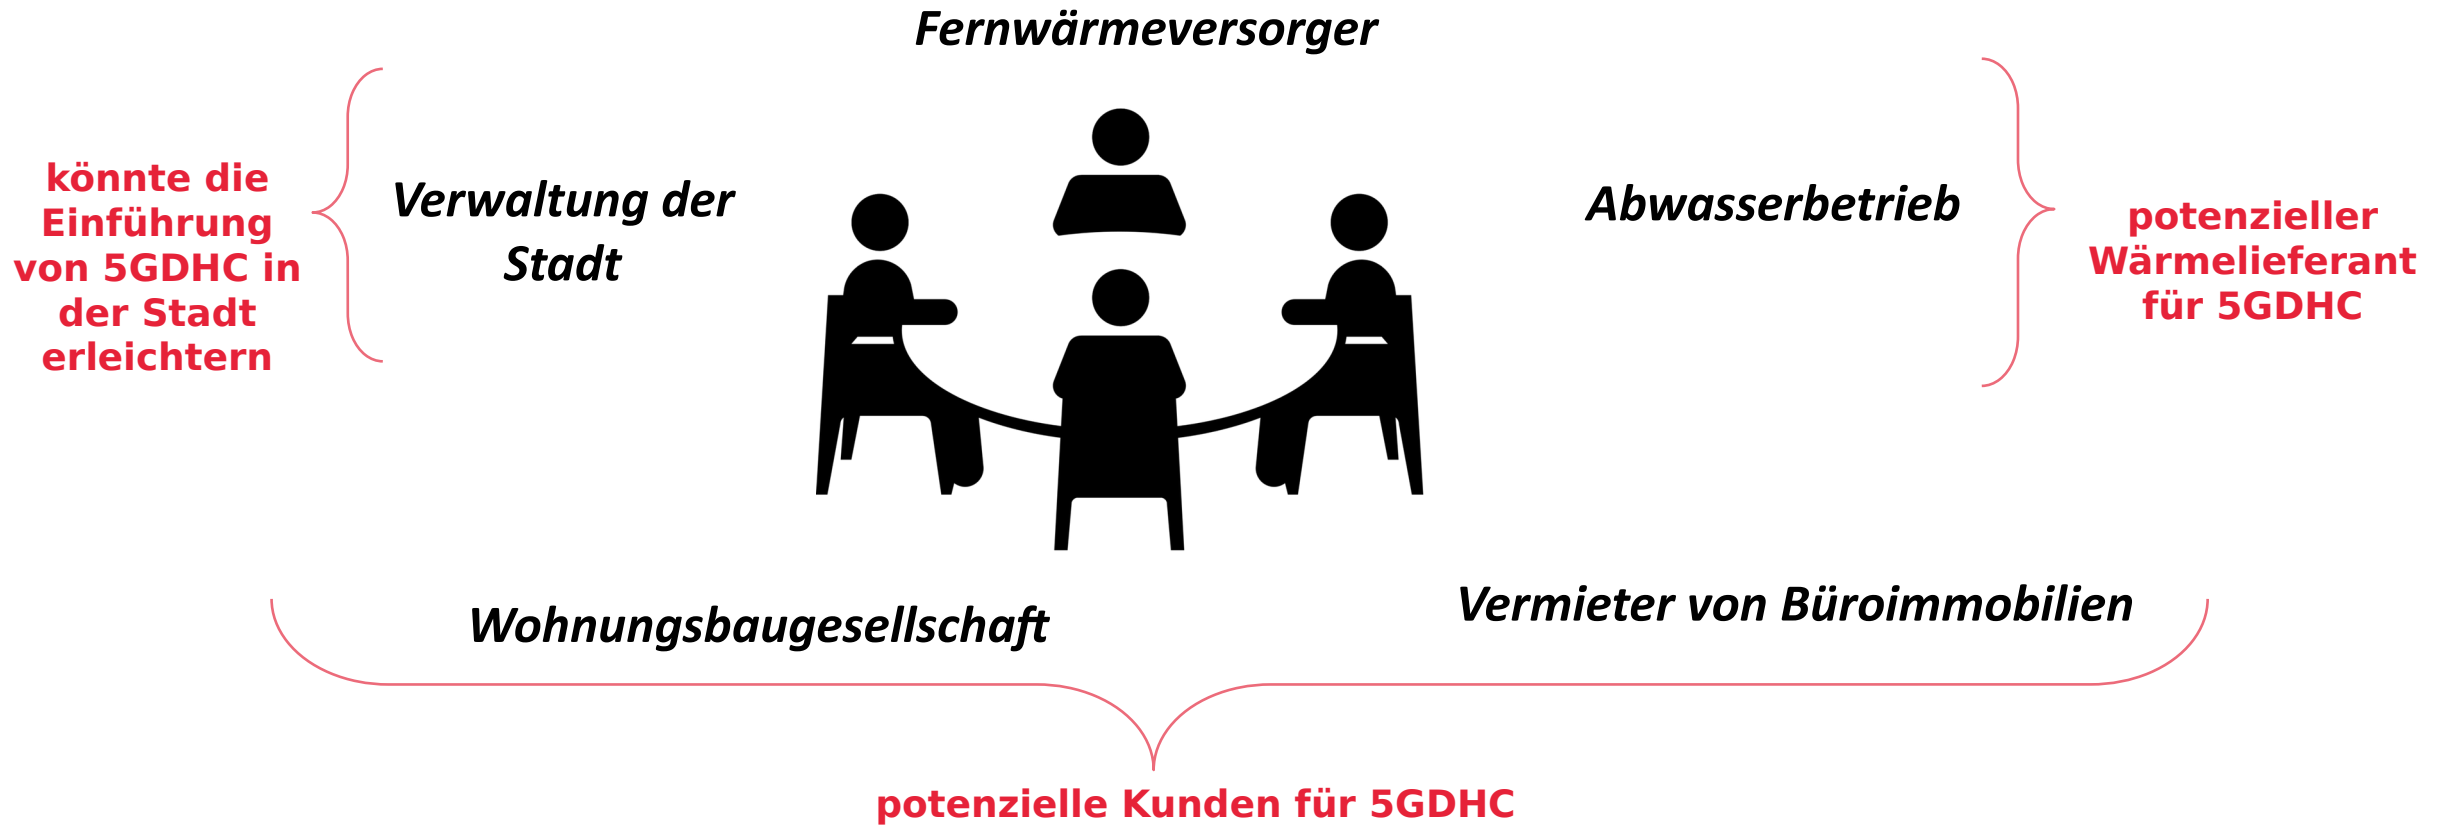 Fernwärmeversorger
könnte die
Einführung
von 5GDHC in
der Stadt
erleichtern
Verwaltung der
Stadt
Abwasserbetrieb
potenzieller
Wärmelieferant
für 5GDHC
Wohnungsbaugesellschaft
Vermieter von Büroimmobilien
potenzielle Kunden für 5GDHC